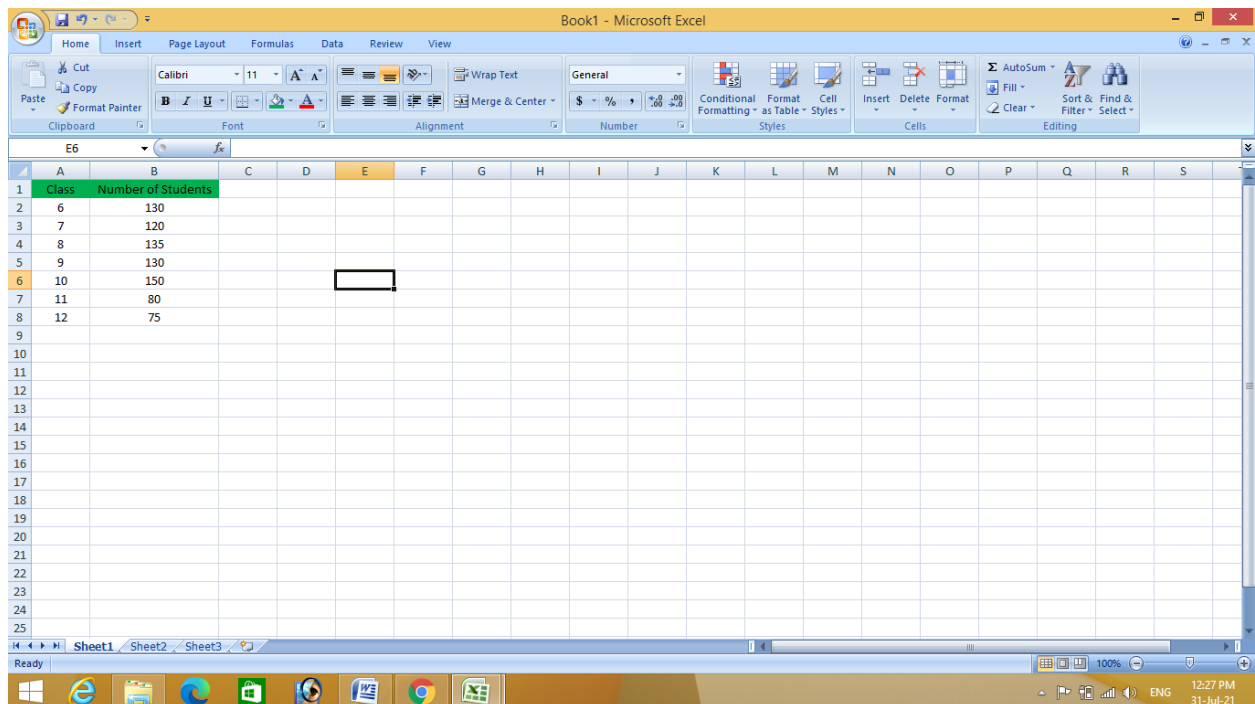 Book1 - Microsoft Excel
Home Insert Page Layout Formulas Data Review View
Cut
Copy
Format Painter
Paste
Clipboard
Calibri 11
B I U
Font
Wrap Text
Merge & Center
Alignment
General
$ % , .0 .00 .00 .0
Number
Conditional Formatting
Format as Table
Cell Styles
Styles
Insert Delete Format
Cells
Σ AutoSum
Fill
Clear
Sort & Filter
Find & Select
Editing
E6 fx
A B C D E F G H I J K L M N O P Q R S
1 Class Number of Students
2 6 130
3 7 120
4 8 135
5 9 130
6 10 150
7 11 80
8 12 75
9
10
11
12
13
14
15
16
17
18
19
20
21
22
23
24
25
Sheet1 Sheet2 Sheet3
Ready 100%
ENG 12:27 PM
31-Jul-21